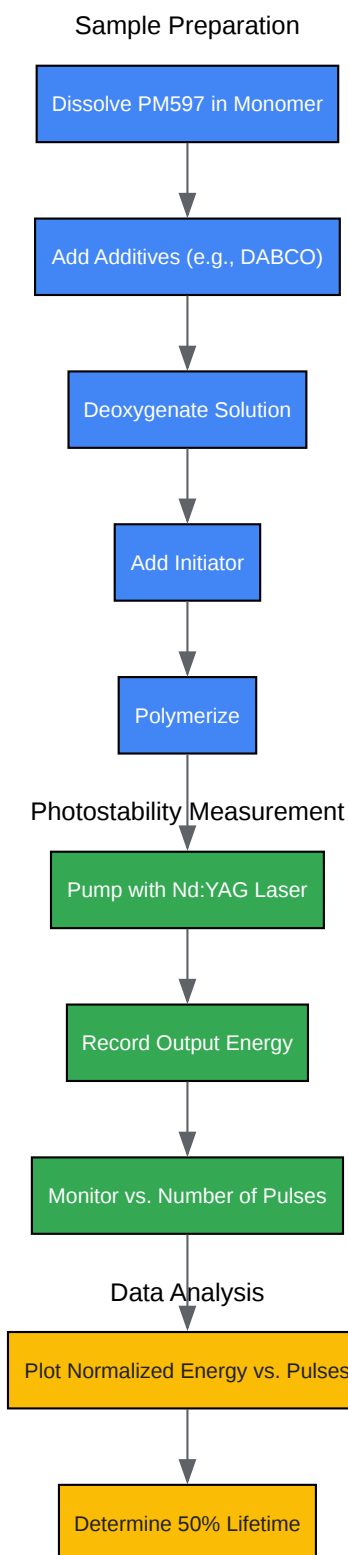 Sample Preparation
Dissolve PM597 in Monomer
Add Additives (e.g., DABCO)
Deoxygenate Solution
Add Initiator
Polymerize
Photostability Measurement
Pump with Nd:YAG Laser
Record Output Energy
Monitor vs. Number of Pulses
Data Analysis
Plot Normalized Energy vs. Pulses
Determine 50% Lifetime